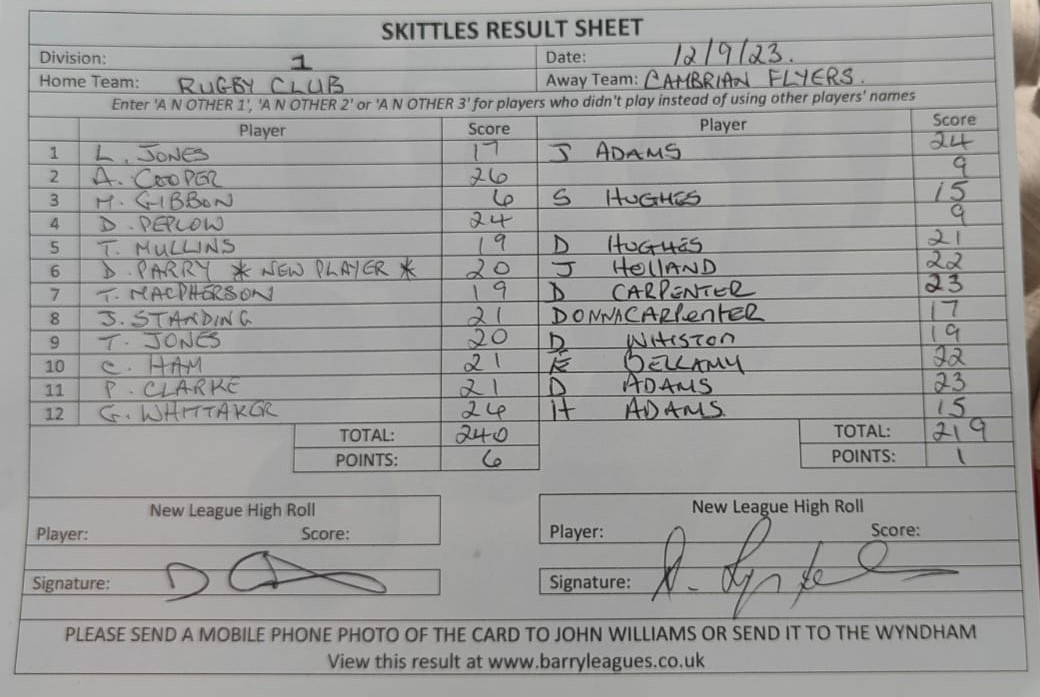 SKITTLES RESULT SHEET
Division: 1 Date: 12/9/23.
Home Team: RUGBY CLUB Away Team: CAMBRIAN FLYERS.
Enter 'A N OTHER 1', 'A N OTHER 2' or 'A N OTHER 3' for players who didn't play instead of using other players' names
Player Score Player Score
1 L. JONES 17 J ADAMS 24
2 A. COOPER 26 9
3 M. GIBBON 6 S HUGHES 15
4 D. PEPLOW 24 9
5 T. MULLINS 19 D HUGHES 21
6 D. PARRY * NEW PLAYER * 20 J HOLLAND 22
7 T. MACPHERSON 19 D CARPENTER 23
8 J. STANDING 21 DONNA CARPENTER 17
9 T. JONES 20 D WHISTON 19
10 C. HAM 21 E BELLAMY 22
11 P. CLARKE 21 D ADAMS 23
12 G. WHITTAKER 26 H ADAMS 15
TOTAL: 240 TOTAL: 219
POINTS: 6 POINTS: 1
New League High Roll New League High Roll
Player: Score: Player: Score:
Signature: Signature:
PLEASE SEND A MOBILE PHONE PHOTO OF THE CARD TO JOHN WILLIAMS OR SEND IT TO THE WYNDHAM
View this result at www.barryleagues.co.uk